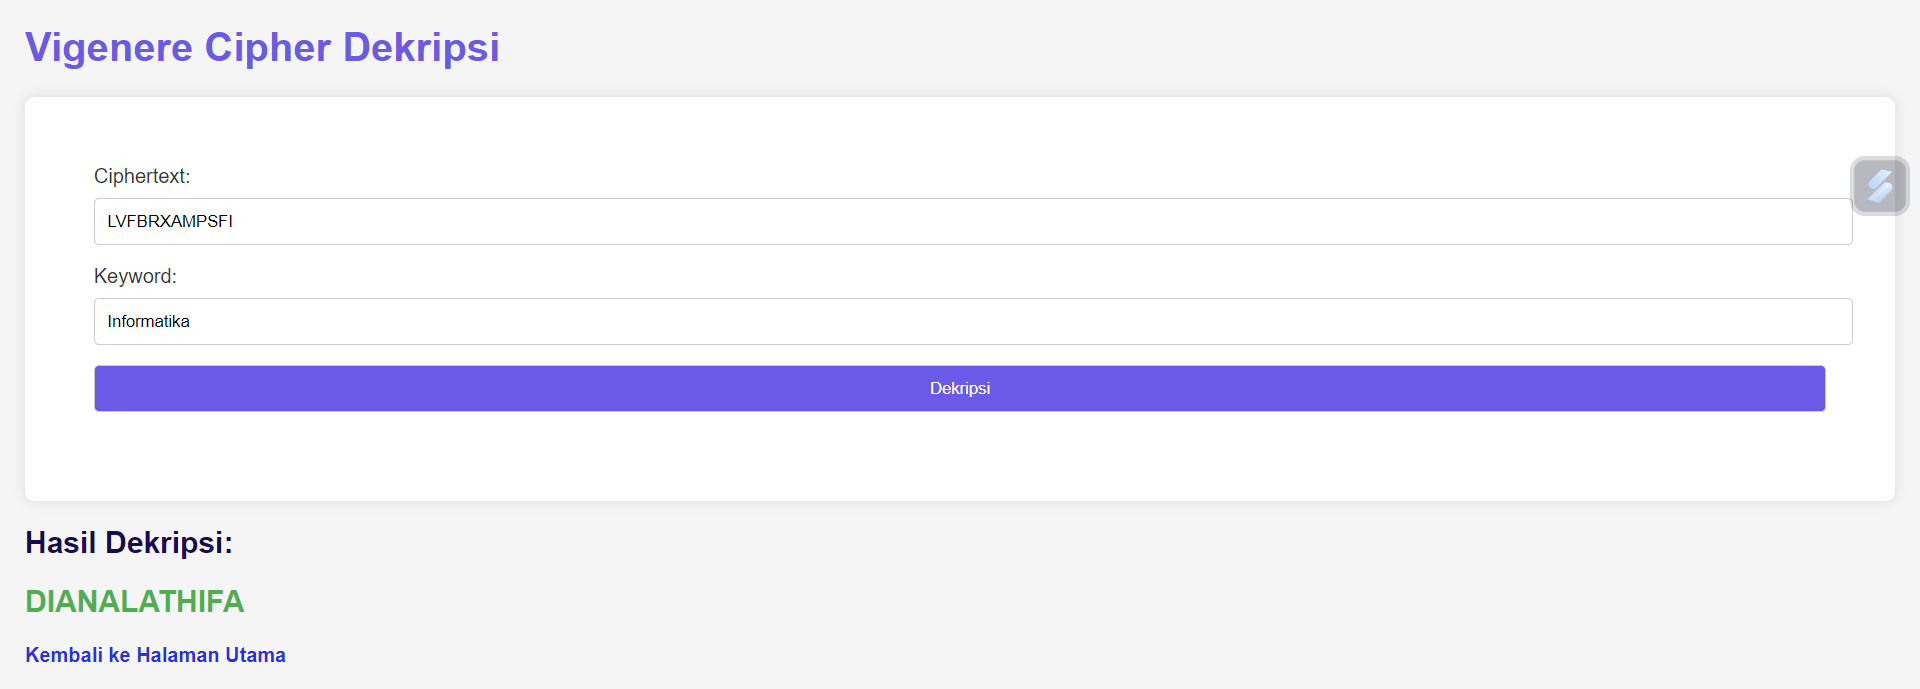 Vigenere Cipher Dekripsi
Ciphertext:
LVFBRXAMPSFI
Keyword:
Informatika
Dekripsi
Hasil Dekripsi:
DIANALATHIFA
Kembali ke Halaman Utama